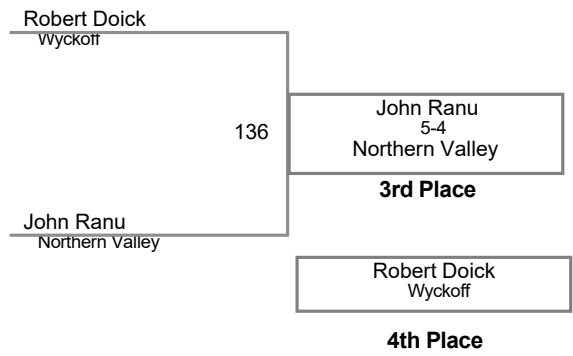 Robert Doick
Wyckoff
136
John Ranu
5-4
Northern Valley
3rd Place
John Ranu
Northern Valley
Robert Doick
Wyckoff
4th Place